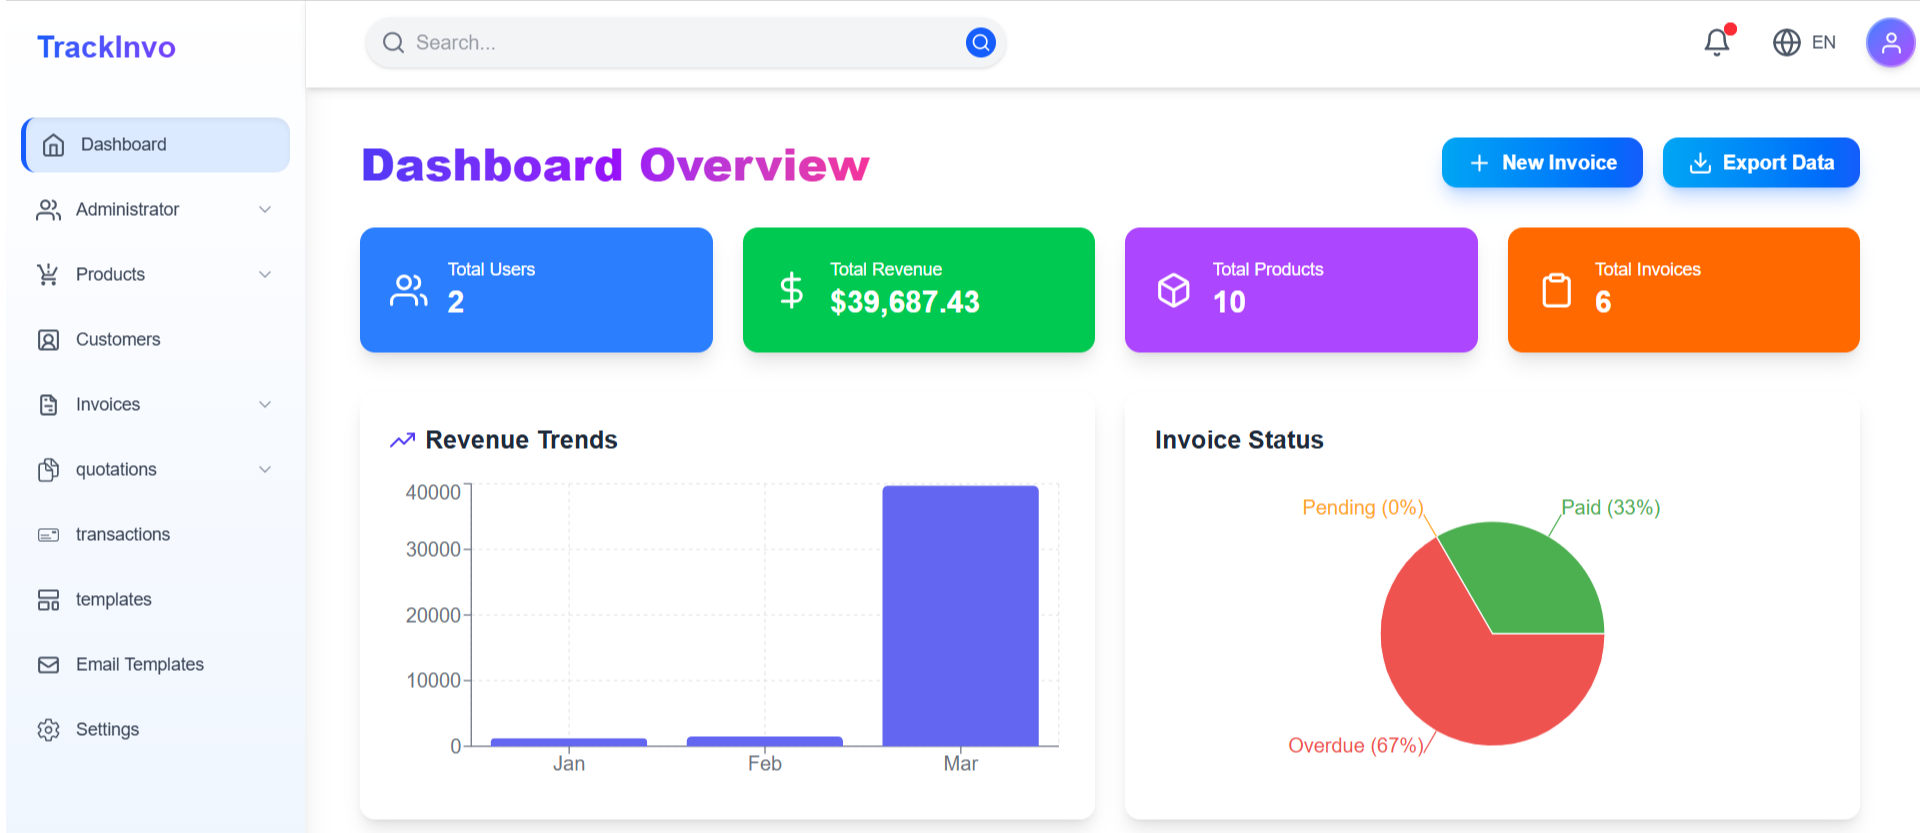 TrackInvo
Search...
EN
Dashboard
Administrator
Products
Customers
Invoices
quotations
transactions
templates
Email Templates
Settings
Dashboard Overview
New Invoice
Export Data
Total Users
2
Total Revenue
$39,687.43
Total Products
10
Total Invoices
6
Revenue Trends
40000
30000
20000
10000
0
Jan
Feb
Mar
Invoice Status
Pending (0%)
Paid (33%)
Overdue (67%)